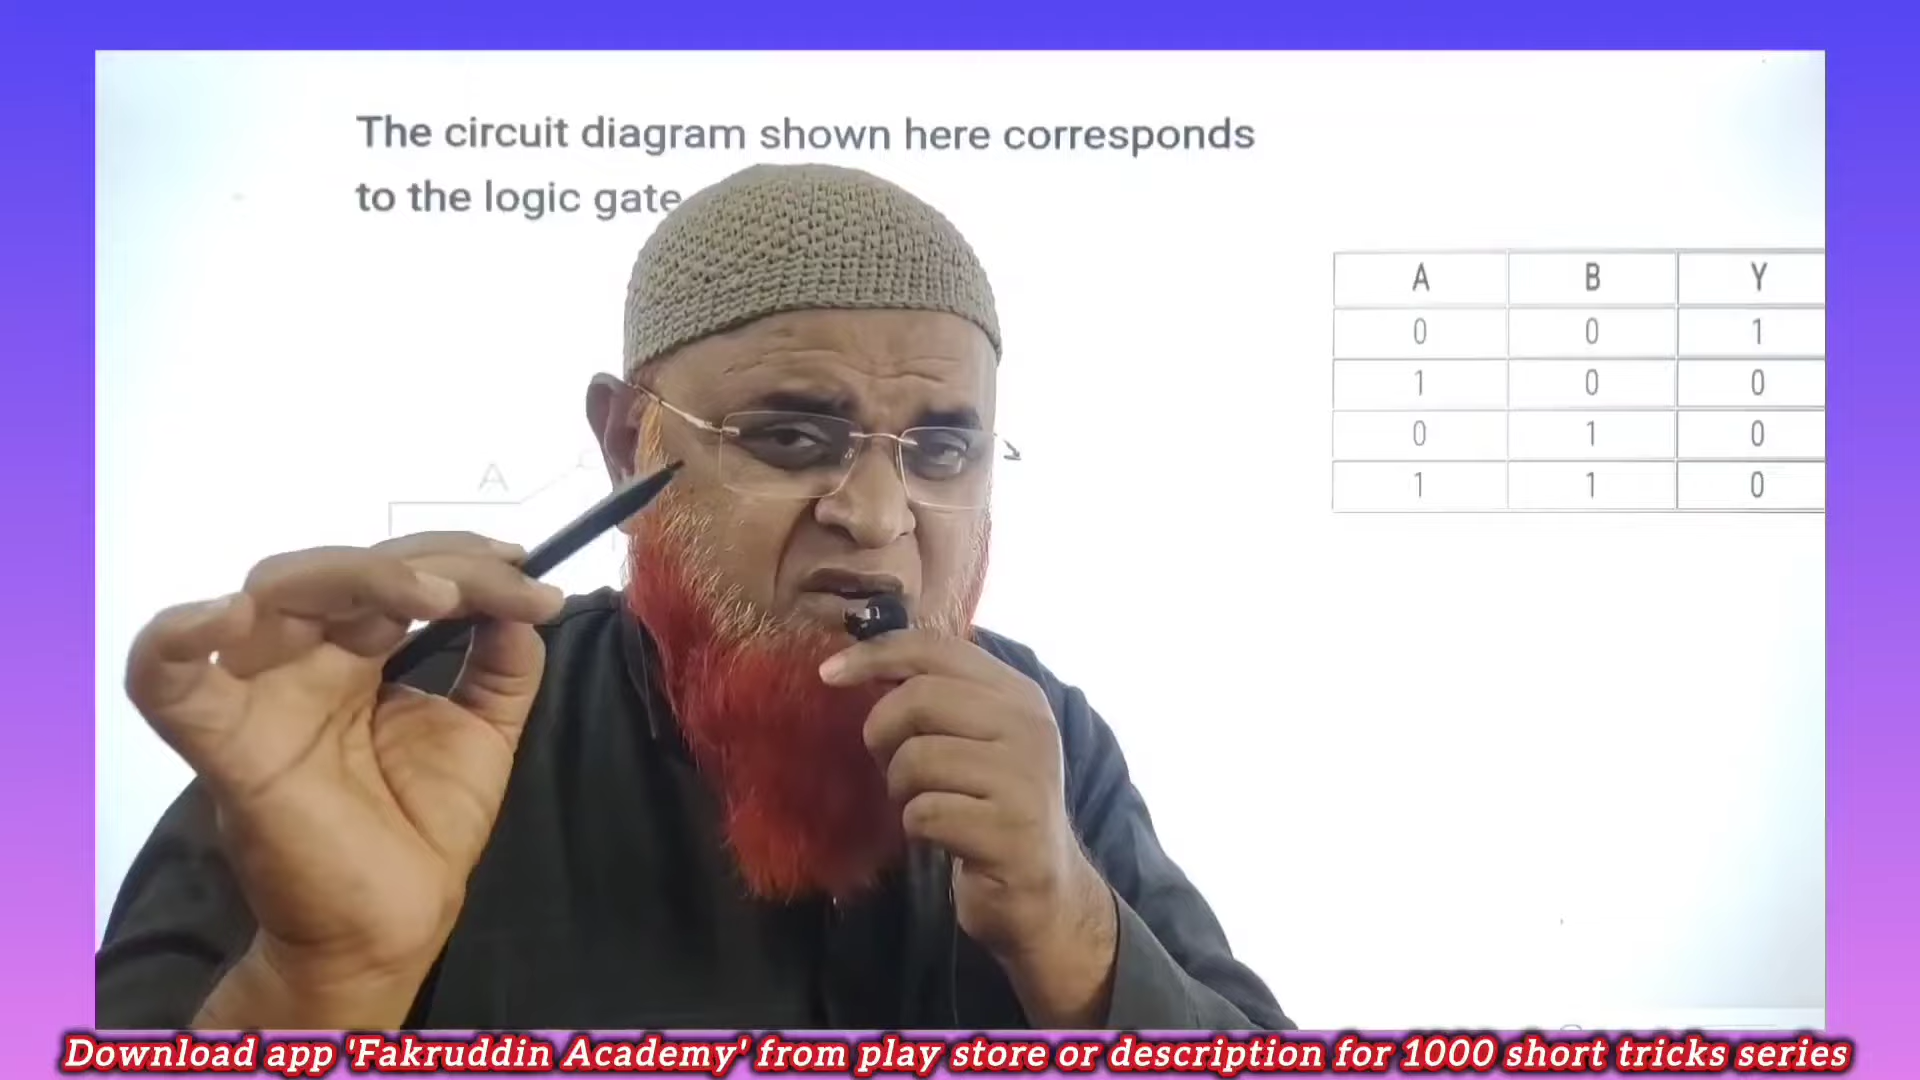 The circuit diagram shown here corresponds
to the logic gate
A B Y
0 0 1
1 0 0
0 1 0
1 1 0
A
Download app 'Fakruddin Academy' from play store or description for 1000 short tricks series